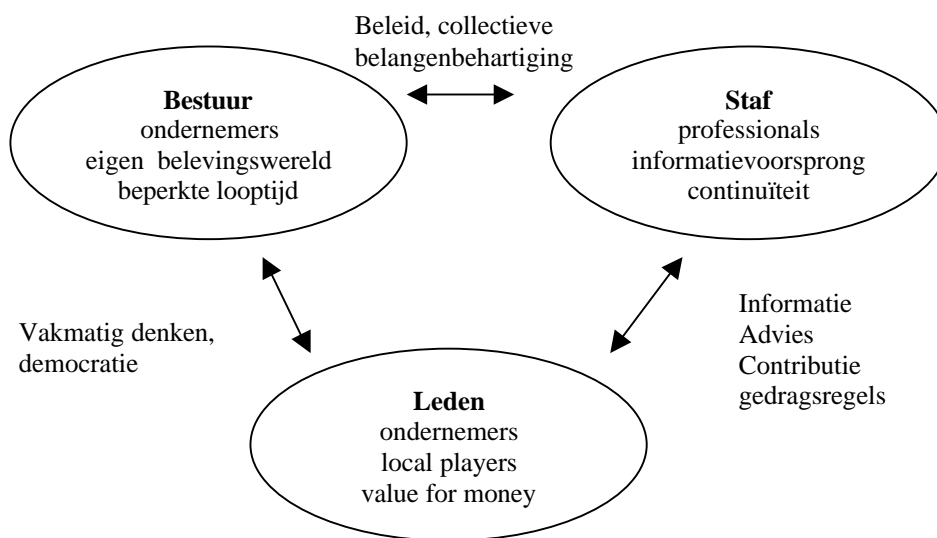 Beleid, collectieve
belangenbehartiging
Bestuur
ondernemers
eigen belevingswereld
beperkte looptijd
Staf
professionals
informatievoorsprong
continuïteit
Vakmatig denken,
democratie
Informatie
Advies
Contributie
gedragsregels
Leden
ondernemers
local players
value for money